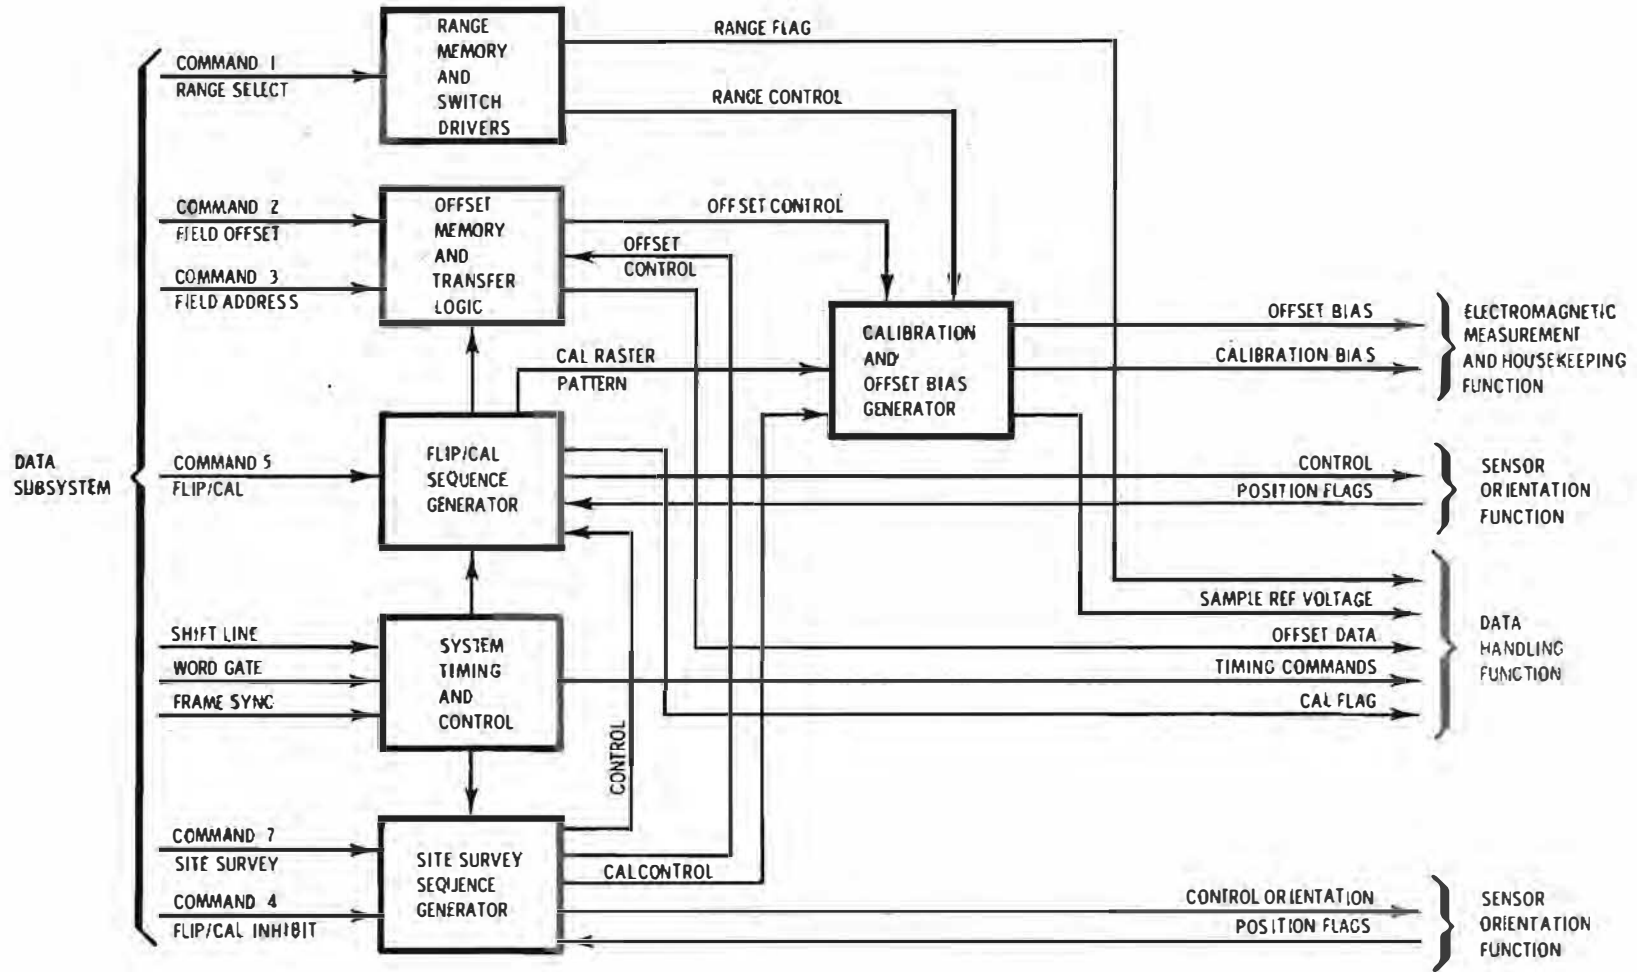 RANGE
MEMORY
AND
SWITCH
DRIVERS
RANGE FLAG
RANGE CONTROL
COMMAND 1
RANGE SELECT
COMMAND 2
FIELD OFFSET
COMMAND 3
FIELD ADDRESS
OFFSET
MEMORY
AND
TRANSFER
LOGIC
OFFSET CONTROL
OFFSET
CONTROL
CAL RASTER
PATTERN
CALIBRATION
AND
OFFSET BIAS
GENERATOR
OFFSET BIAS
CALIBRATION BIAS
ELECTROMAGNETIC
MEASUREMENT
AND HOUSEKEEPING
FUNCTION
DATA
SUBSYSTEM
COMMAND 5
FLIP/CAL
FLIP/CAL
SEQUENCE
GENERATOR
CONTROL
POSITION FLAGS
SENSOR
ORIENTATION
FUNCTION
SHIFT LINE
WORD GATE
FRAME SYNC
SYSTEM
TIMING
AND
CONTROL
CONTROL
SAMPLE REF VOLTAGE
OFFSET DATA
TIMING COMMANDS
CAL FLAG
DATA
HANDLING
FUNCTION
COMMAND 7
SITE SURVEY
COMMAND 4
FLIP/CAL INHIBIT
SITE SURVEY
SEQUENCE
GENERATOR
CAL CONTROL
CONTROL ORIENTATION
POSITION FLAGS
SENSOR
ORIENTATION
FUNCTION